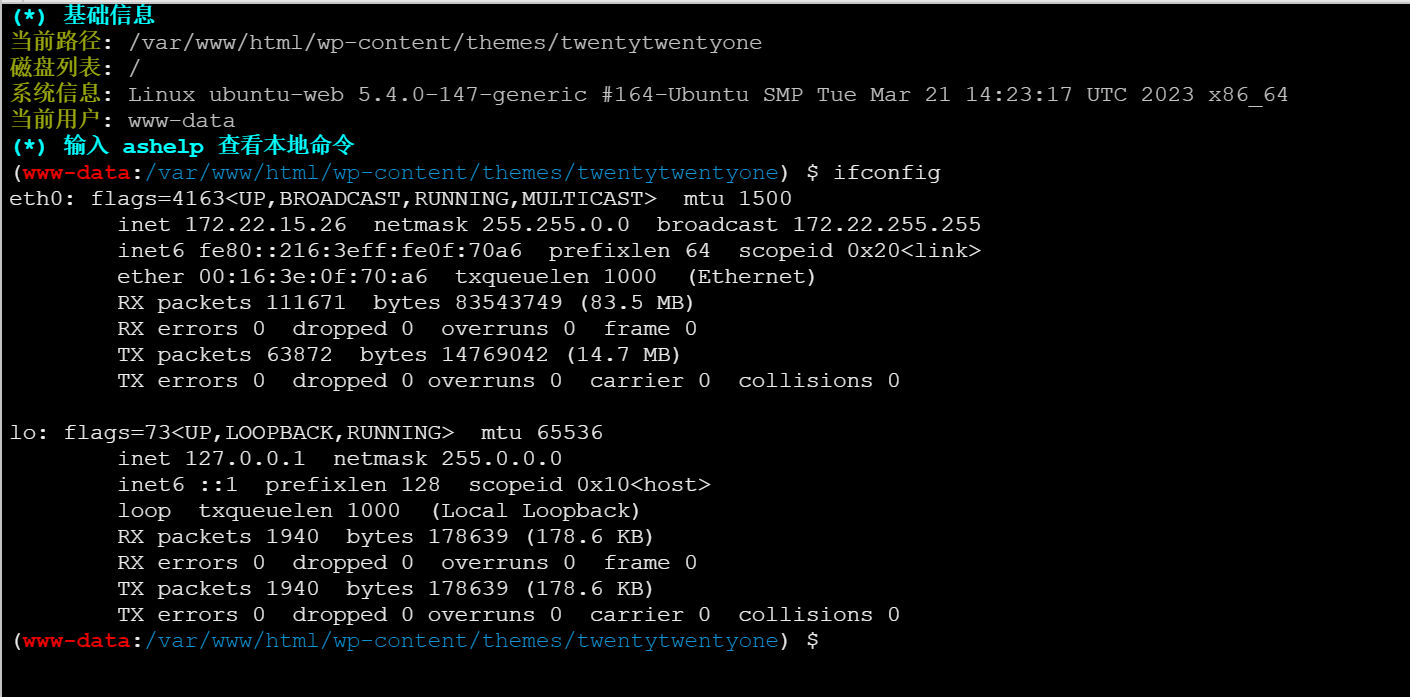 (*) 基础信息
当前路径: /var/www/html/wp-content/themes/twentytwentyone
磁盘列表: /
系统信息: Linux ubuntu-web 5.4.0-147-generic #164-Ubuntu SMP Tue Mar 21 14:23:17 UTC 2023 x86_64
当前用户: www-data
(*) 输入 ashelp 查看本地命令
(www-data:/var/www/html/wp-content/themes/twentytwentyone) $ ifconfig
eth0: flags=4163<UP,BROADCAST,RUNNING,MULTICAST>  mtu 1500
        inet 172.22.15.26  netmask 255.255.0.0  broadcast 172.22.255.255
        inet6 fe80::216:3eff:fe0f:70a6  prefixlen 64  scopeid 0x20<link>
        ether 00:16:3e:0f:70:a6  txqueuelen 1000  (Ethernet)
        RX packets 111671  bytes 83543749 (83.5 MB)
        RX errors 0  dropped 0  overruns 0  frame 0
        TX packets 63872  bytes 14769042 (14.7 MB)
        TX errors 0  dropped 0 overruns 0  carrier 0  collisions 0

lo: flags=73<UP,LOOPBACK,RUNNING>  mtu 65536
        inet 127.0.0.1  netmask 255.0.0.0
        inet6 ::1  prefixlen 128  scopeid 0x10<host>
        loop  txqueuelen 1000  (Local Loopback)
        RX packets 1940  bytes 178639 (178.6 KB)
        RX errors 0  dropped 0  overruns 0  frame 0
        TX packets 1940  bytes 178639 (178.6 KB)
        TX errors 0  dropped 0 overruns 0  carrier 0  collisions 0
(www-data:/var/www/html/wp-content/themes/twentytwentyone) $